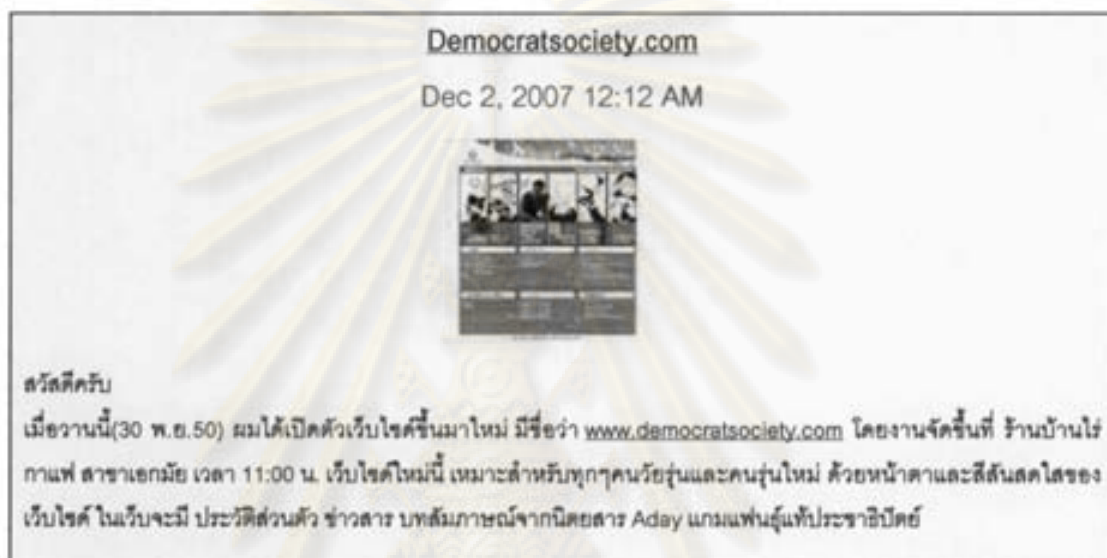 Democratsociety.com
Dec 2, 2007 12:12 AM
สวัสดีครับ
เมื่อวานนี้(30 พ.ย.50) ผมได้เปิดตัวเว็บไซต์ขึ้นมาใหม่ มีชื่อว่า www.democratsociety.com โดยงานจัดขึ้นที่ ร้านบ้านไร่
กาแฟ สาขาเอกมัย เวลา 11:00 น. เว็บไซต์ใหม่นี้ เหมาะสำหรับทุกๆคนวัยรุ่นและคนรุ่นใหม่ ด้วยหน้าตาและสีสันสดใสของ
เว็บไซต์ ในเว็บจะมี ประวัติส่วนตัว ข่าวสาร บทสัมภาษณ์จากนิตยสาร Aday แกมแฟนธุ์แท้ประชาธิปัตย์